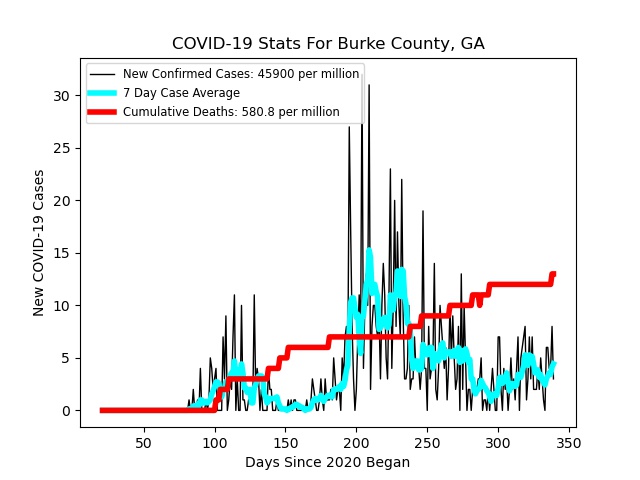 COVID-19 Stats For Burke County, GA
New Confirmed Cases: 45900 per million
7 Day Case Average
Cumulative Deaths: 580.8 per million
New COVID-19 Cases
30
25
20
15
10
5
0
50
100
150
200
250
300
350
Days Since 2020 Began